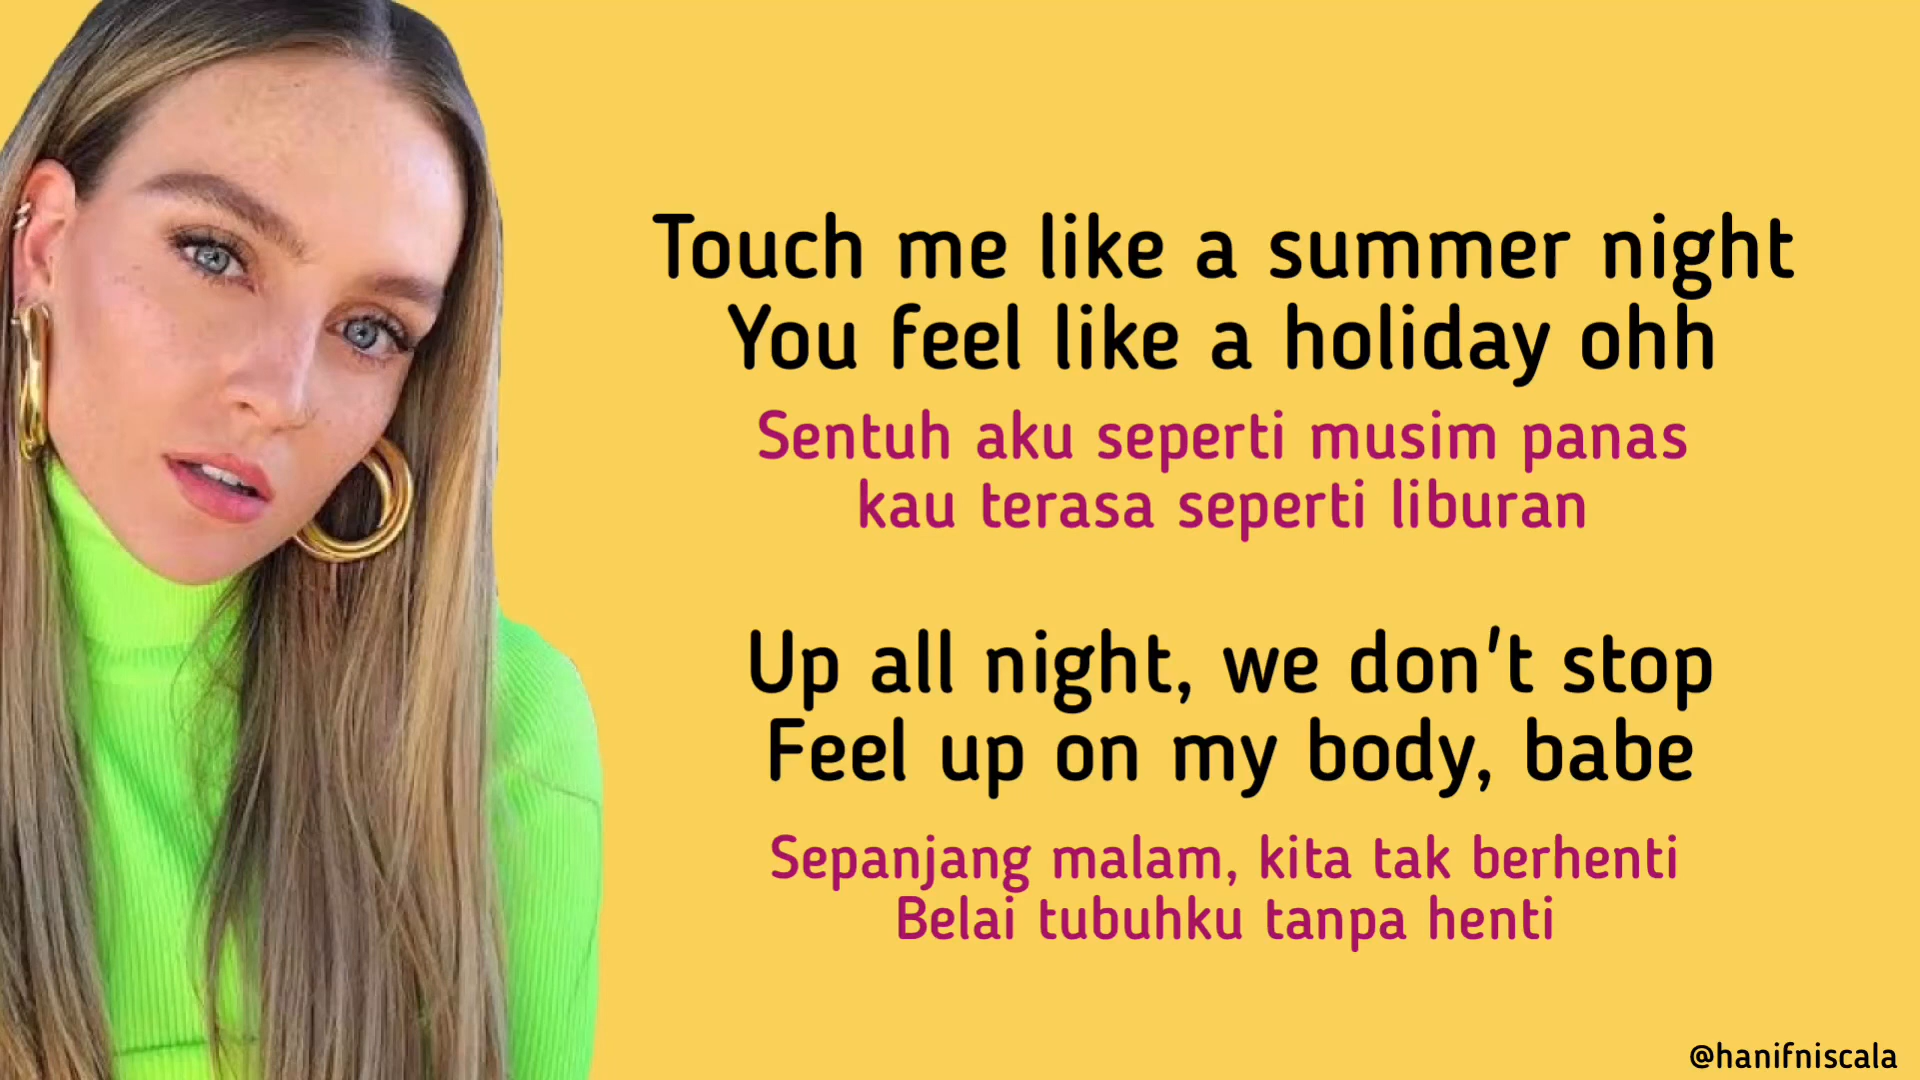 Touch me like a summer night
You feel like a holiday ohh
Sentuh aku seperti musim panas
kau terasa seperti liburan
Up all night, we don't stop
Feel up on my body, babe
Sepanjang malam, kita tak berhenti
Belai tubuhku tanpa henti
@hanifniscala